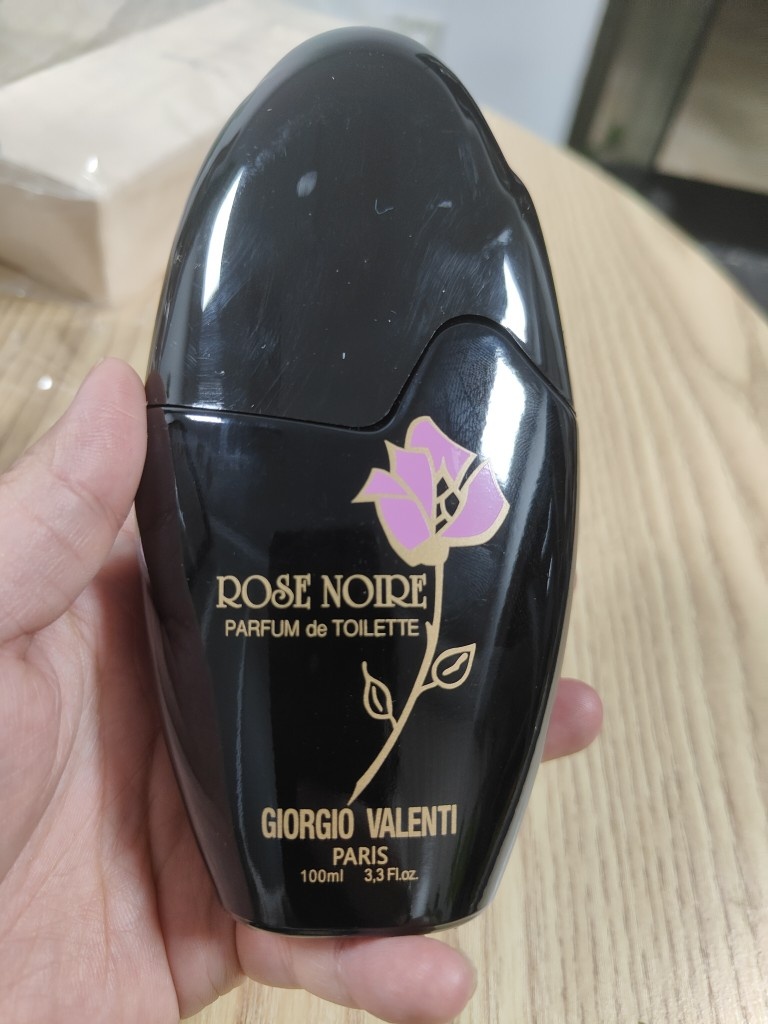 ROSE NOIRE
PARFUM de TOILETTE
GIORGIO VALENTI
PARIS
100ml 3,3 Fl.oz.